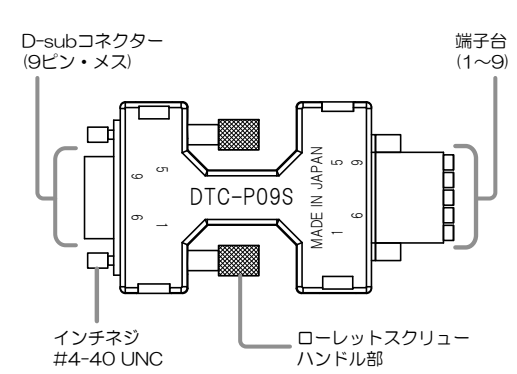 D-subコネクター
(9ピン・メス)
端子台
(1～9)
5
9
6
1
DTC-P09S
MADE IN JAPAN
5
9
1
6
インチネジ
#4-40 UNC
ローレットスクリュー
ハンドル部